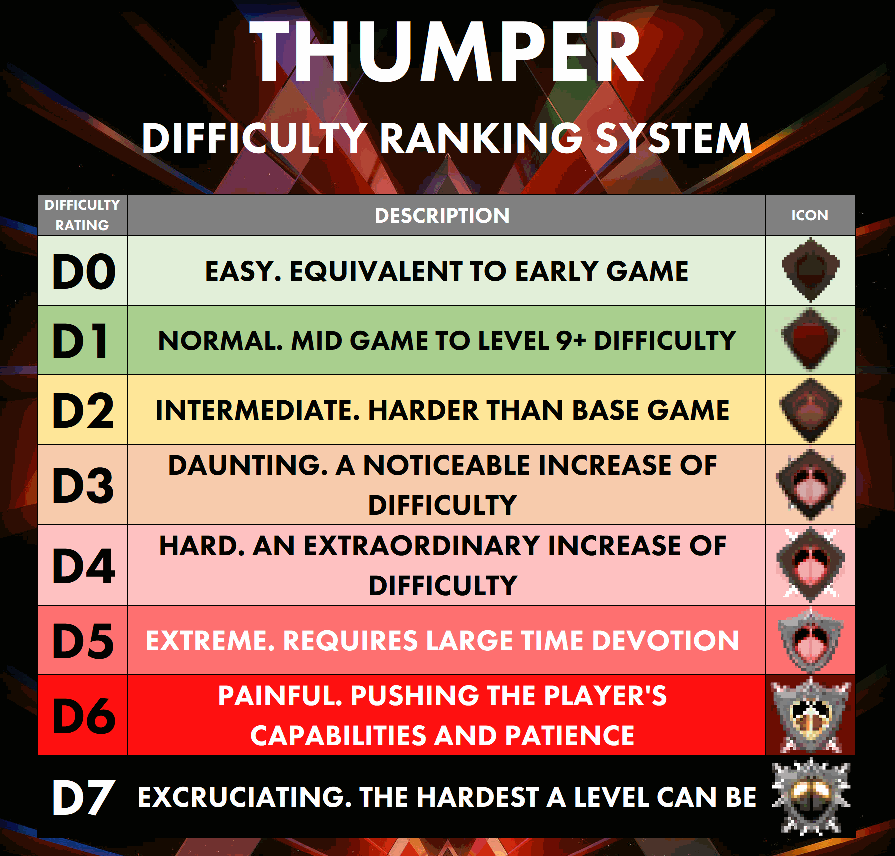 THUMPER
DIFFICULTY RANKING SYSTEM
DIFFICULTY
RATING
DESCRIPTION
ICON
D0
EASY. EQUIVALENT TO EARLY GAME
D1
NORMAL. MID GAME TO LEVEL 9+ DIFFICULTY
D2
INTERMEDIATE. HARDER THAN BASE GAME
D3
DAUNTING. A NOTICEABLE INCREASE OF
DIFFICULTY
D4
HARD. AN EXTRAORDINARY INCREASE OF
DIFFICULTY
D5
EXTREME. REQUIRES LARGE TIME DEVOTION
D6
PAINFUL. PUSHING THE PLAYER'S
CAPABILITIES AND PATIENCE
D7
EXCRUCIATING. THE HARDEST A LEVEL CAN BE